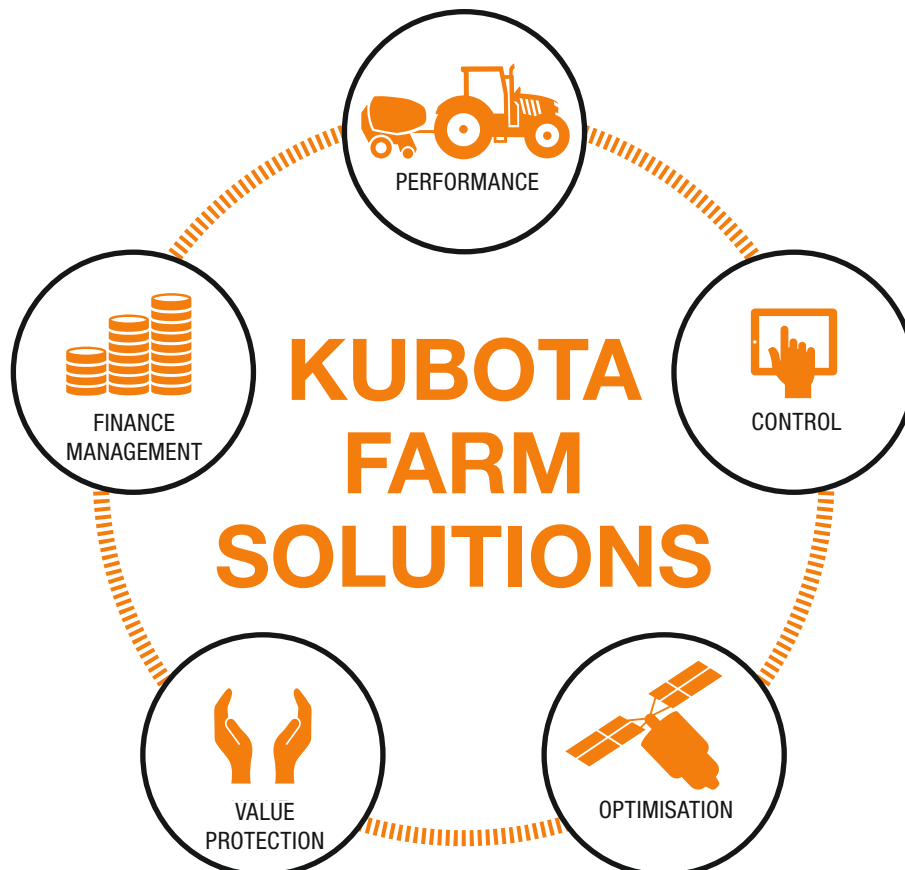 PERFORMANCE
CONTROL
OPTIMISATION
VALUE
PROTECTION
FINANCE
MANAGEMENT
KUBOTA
FARM
SOLUTIONS